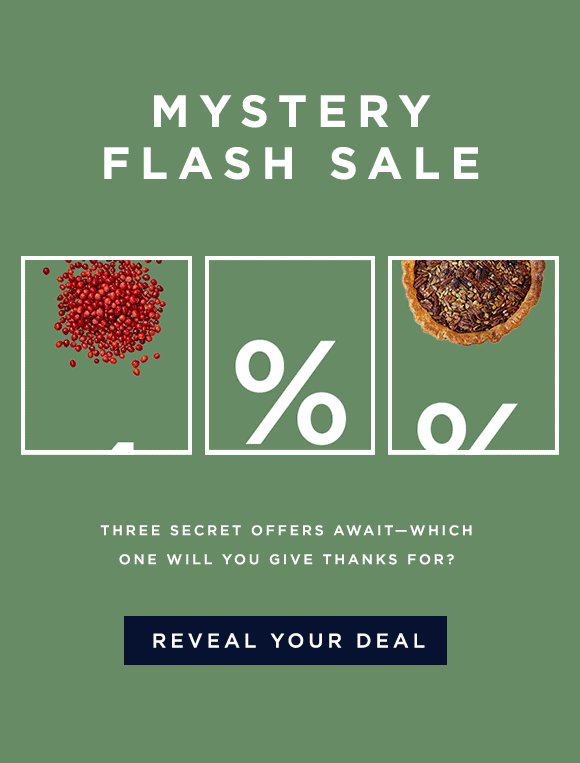 MYSTERY
FLASH SALE
% %
THREE SECRET OFFERS AWAIT—WHICH
ONE WILL YOU GIVE THANKS FOR?
REVEAL YOUR DEAL